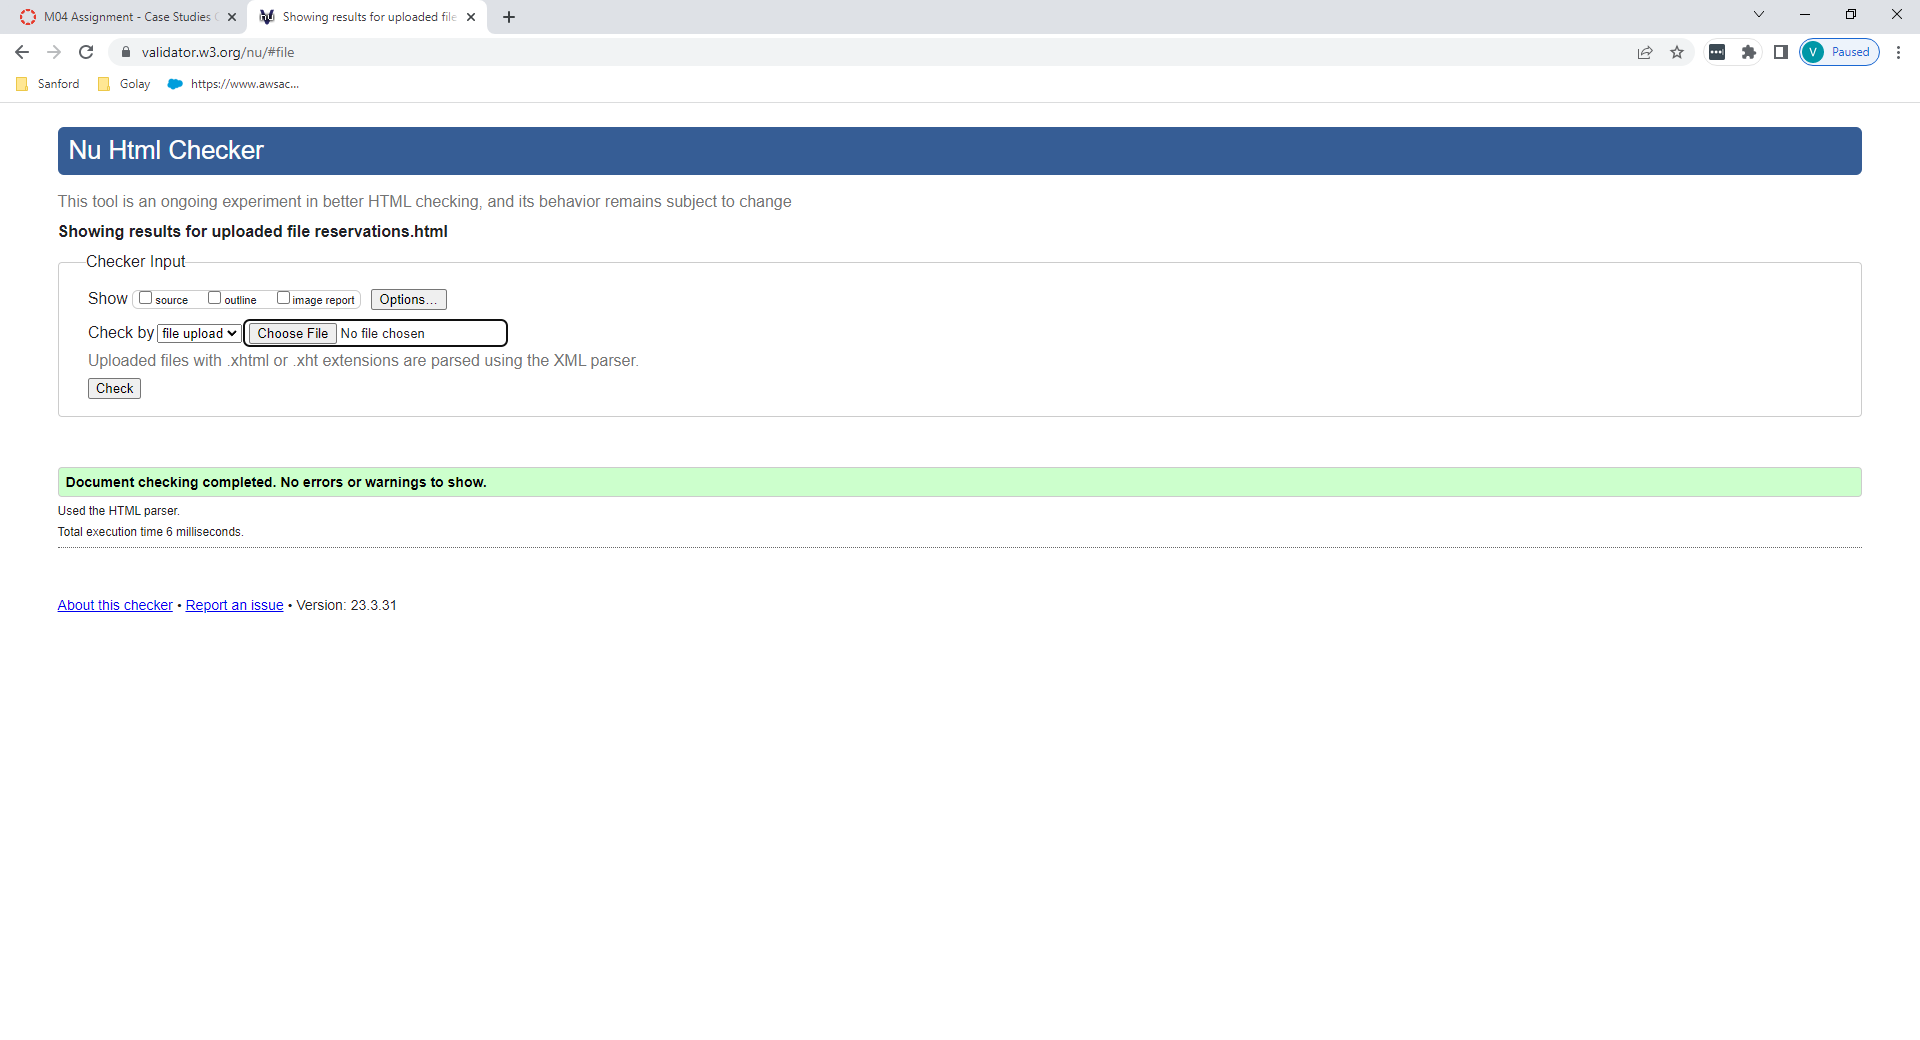 M04 Assignment - Case Studies
Showing results for uploaded file
validator.w3.org/nu/#file
V Paused
Sanford
Golay
https://www.awsac...
Nu Html Checker
This tool is an ongoing experiment in better HTML checking, and its behavior remains subject to change
Showing results for uploaded file reservations.html
Checker Input
Show source outline image report Options...
Check by file upload Choose File No file chosen
Uploaded files with .xhtml or .xht extensions are parsed using the XML parser.
Check
Document checking completed. No errors or warnings to show.
Used the HTML parser.
Total execution time 6 milliseconds.
About this checker • Report an issue • Version: 23.3.31